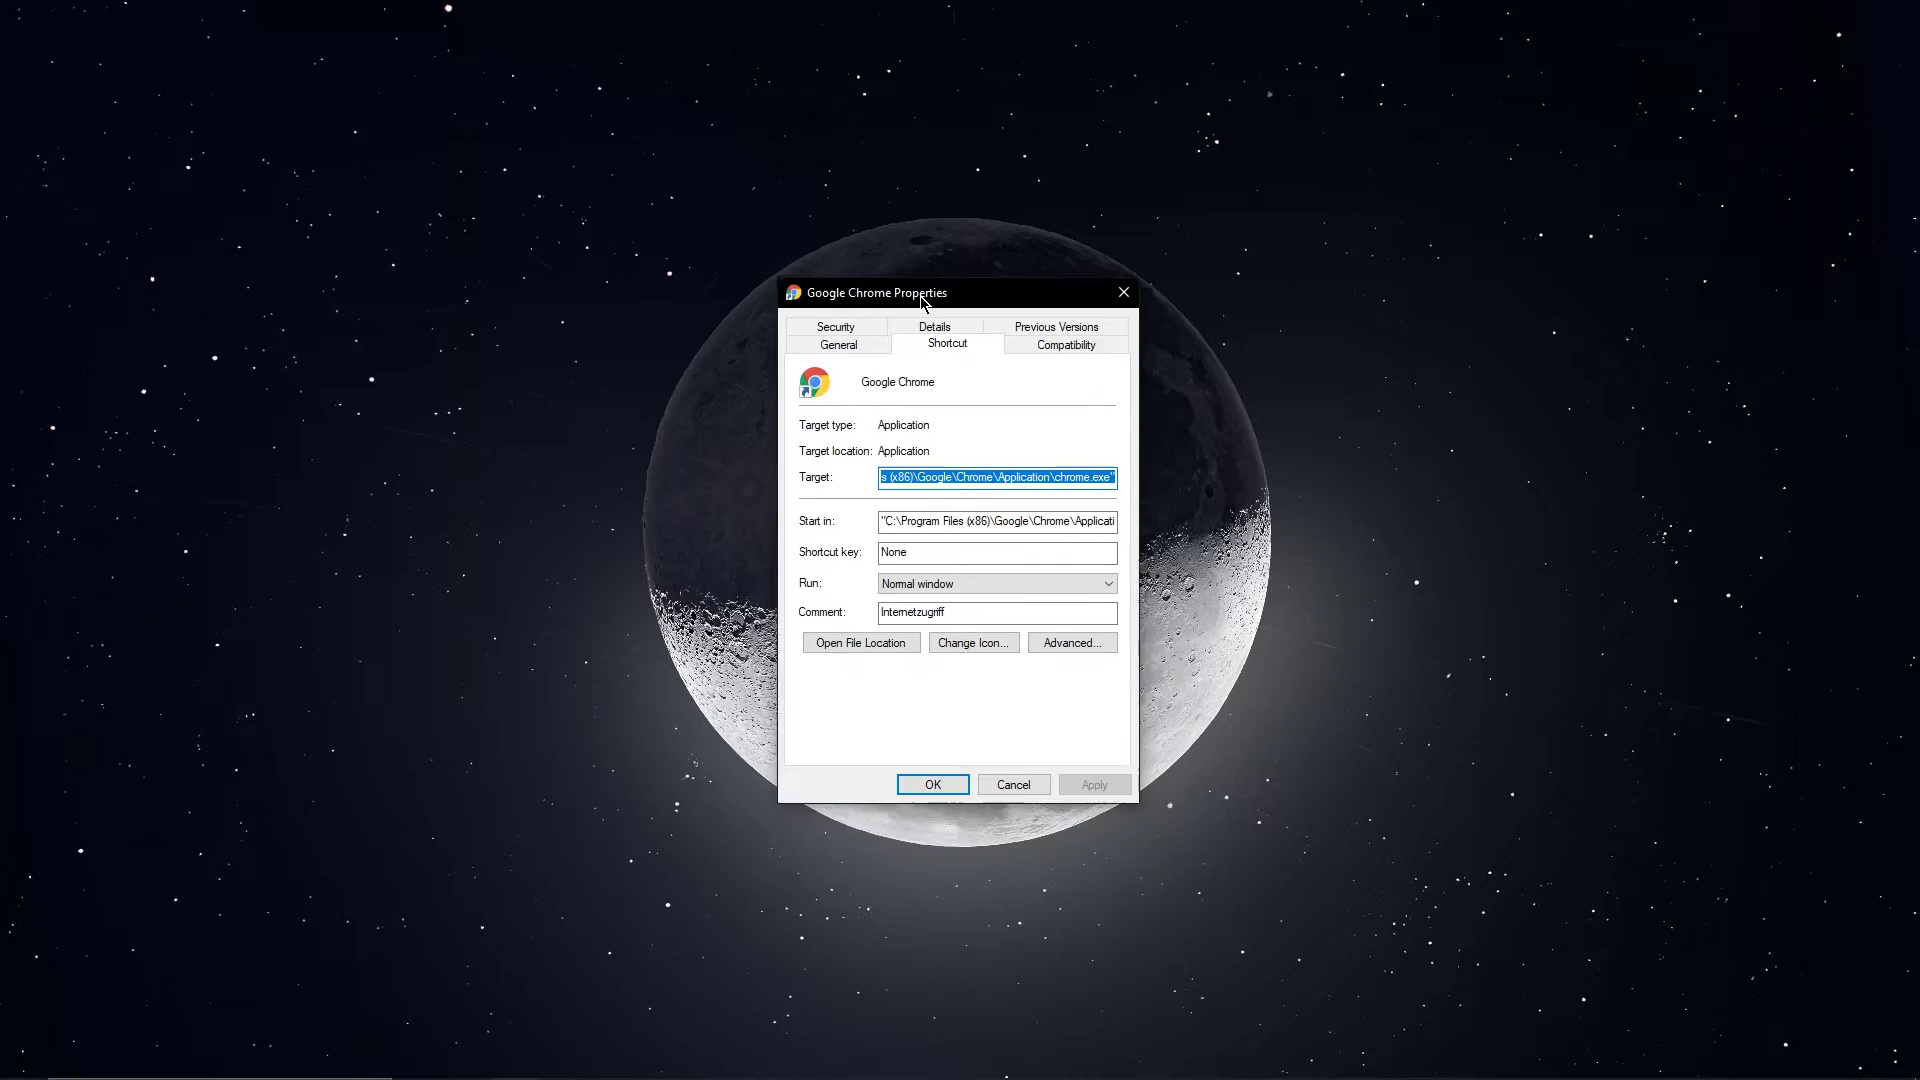 Google Chrome Properties
Security Details Previous Versions
General Shortcut Compatibility
Google Chrome
Target type: Application
Target location: Application
Target: s (x86)\Google\Chrome\Application\chrome.exe"
Start in: "C:\Program Files (x86)\Google\Chrome\Applicati
Shortcut key: None
Run: Normal window
Comment: Internetzugriff
Open File Location Change Icon... Advanced...
OK Cancel Apply